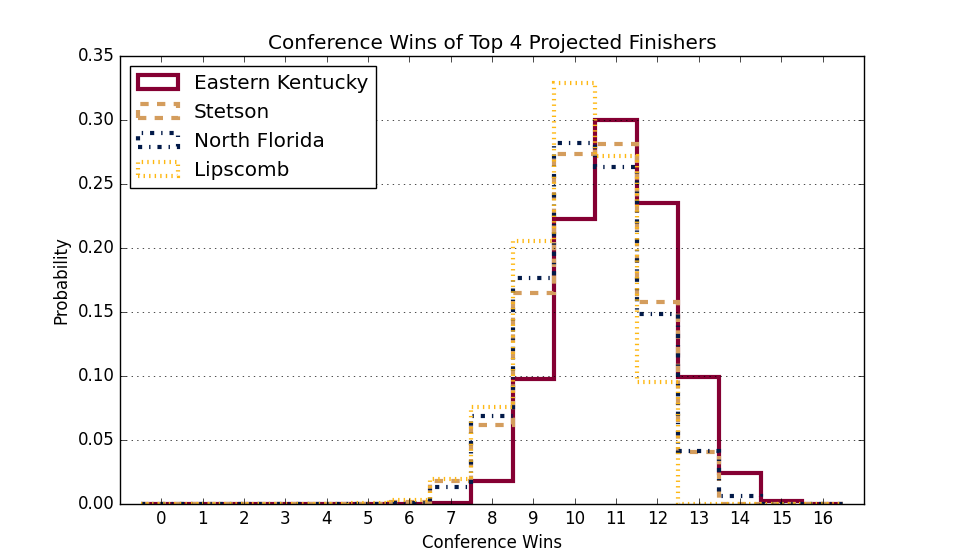 Conference Wins of Top 4 Projected Finishers
0.35
0.30
0.25
0.20
0.15
0.10
0.05
0.00
Probability
Eastern Kentucky
Stetson
North Florida
Lipscomb
0 1 2 3 4 5 6 7 8 9 10 11 12 13 14 15 16
Conference Wins